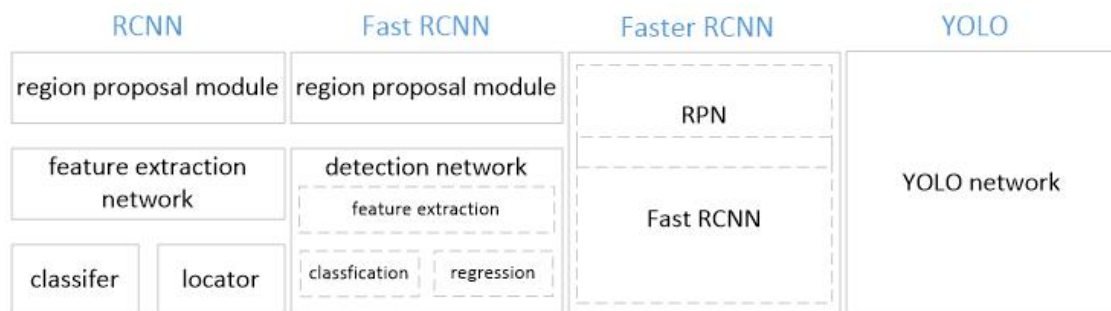 RCNN
Fast RCNN
Faster RCNN
YOLO
region proposal module
feature extraction
network
classifer
locator
region proposal module
detection network
feature extraction
classfication
regression
RPN
Fast RCNN
YOLO network